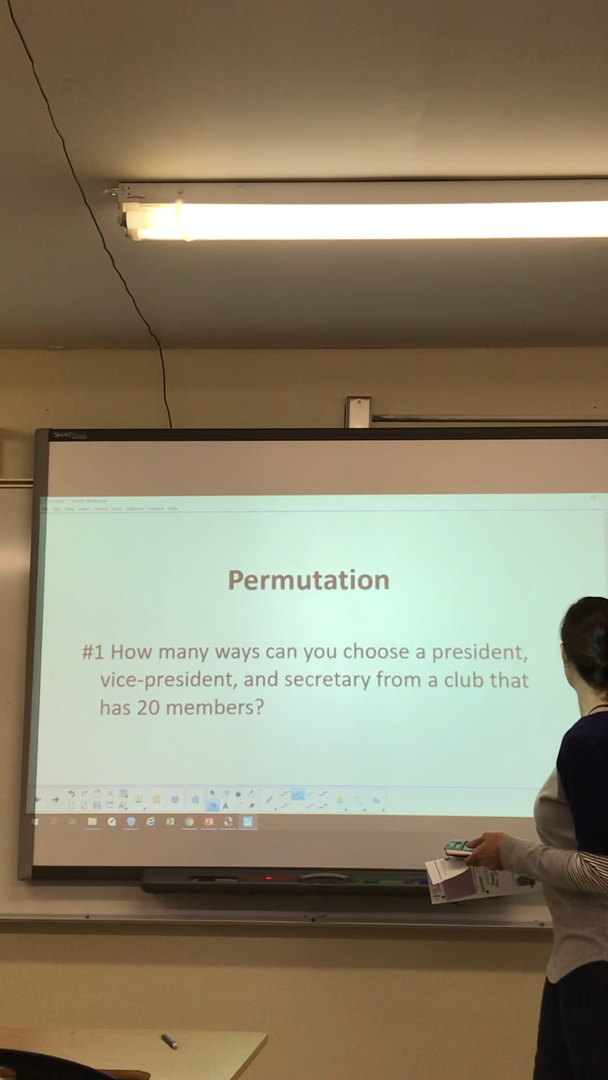 SMART
Permutation
#1 How many ways can you choose a president,
vice-president, and secretary from a club that
has 20 members?